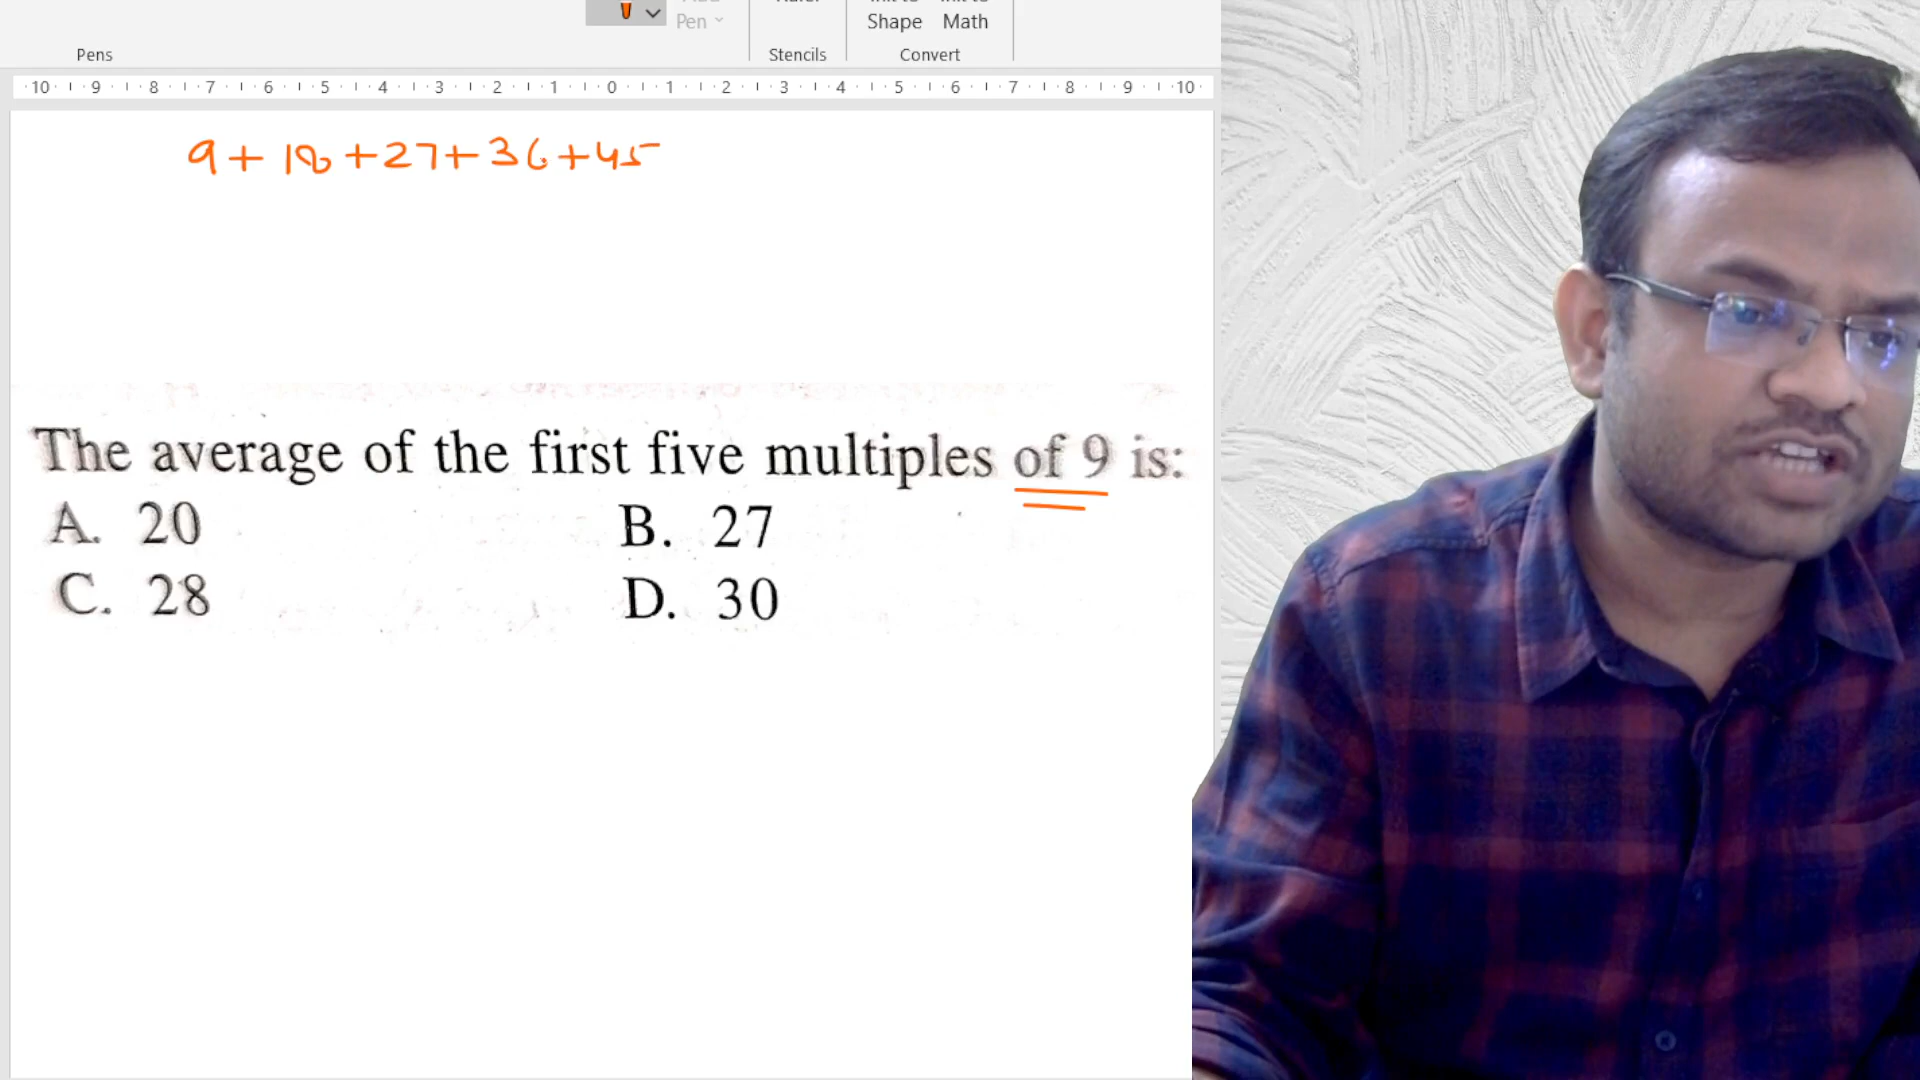 Pen
Shape Math
Pens Stencils Convert
10 9 8 7 6 5 4 3 2 1 0 1 2 3 4 5 6 7 8 9 10
9+18+27+36+45
The average of the first five multiples of 9 is:
A. 20 B. 27
C. 28 D. 30